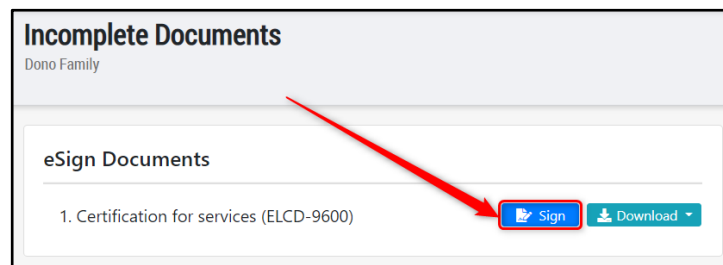 Incomplete Documents
Dono Family
eSign Documents
1. Certification for services (ELCD-9600)
Sign
Download